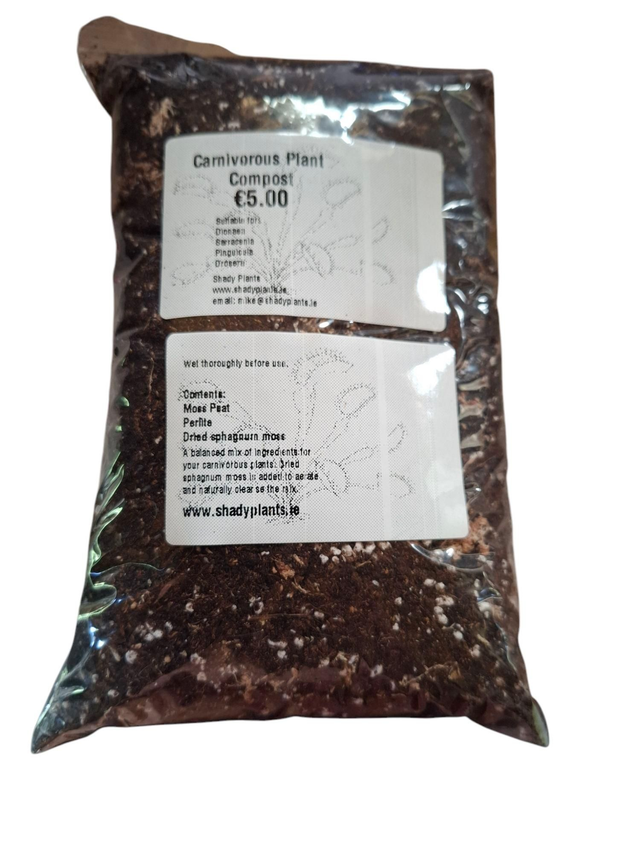 Carnivorous Plant
Compost
€5.00
Suitable for:
Dionaea
Sarracenia
Pinguicula
Drosera
Shady Plants
www.shadyplants.ie
email: mike@shadyplants.ie
Wet thoroughly before use.
Contents:
Moss Peat
Perlite
Dried sphagnum moss
A balanced mix of ingredients for
your carnivorous plants. Dried
sphagnum moss is added to aerate
and naturally cleanse the mix.
www.shadyplants.ie